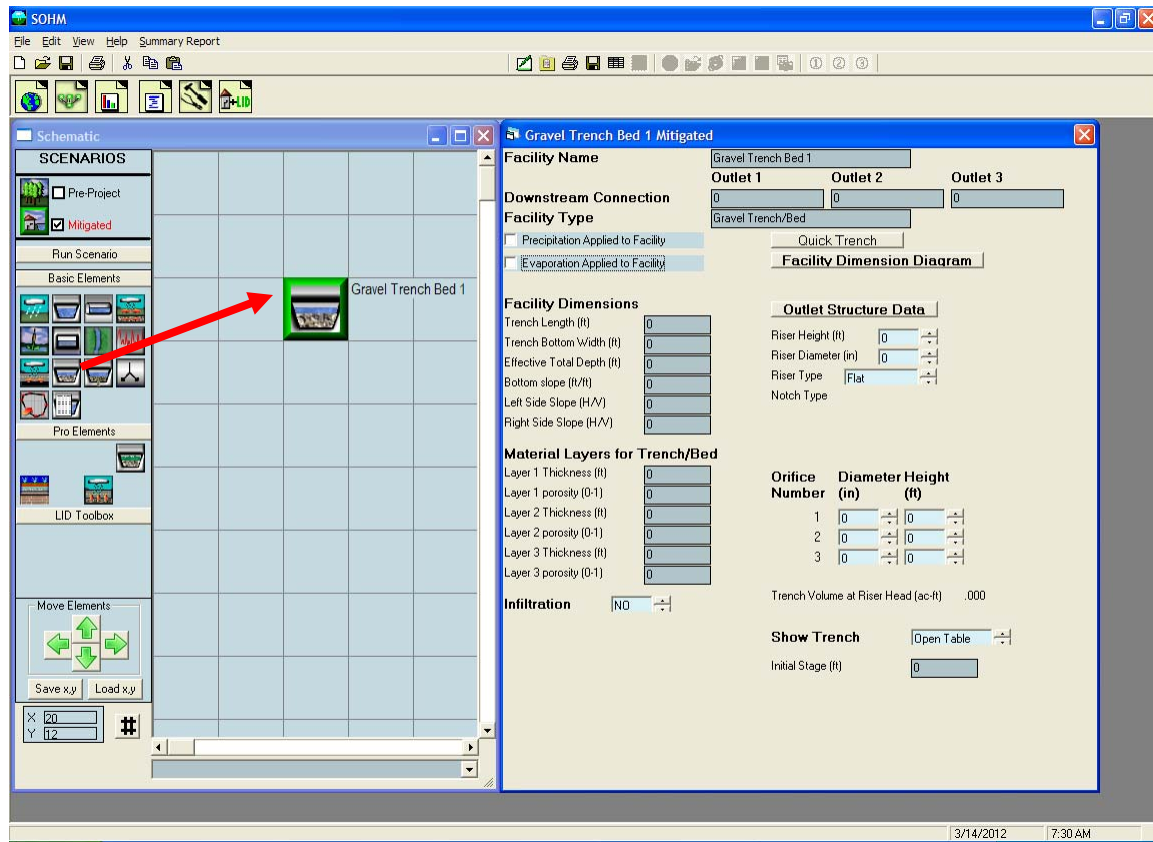 SOHM
File Edit View Help Summary Report
Schematic
SCENARIOS
Pre-Project
Mitigated
Run Scenario
Basic Elements
Pro Elements
LID Toolbox
Move Elements
Save x,y Load x,y
X 20
Y 12
#
Gravel Trench Bed 1
+LID
Gravel Trench Bed 1 Mitigated
Facility Name Gravel Trench Bed 1
Outlet 1 Outlet 2 Outlet 3
Downstream Connection 0 0 0
Facility Type Gravel Trench/Bed
Precipitation Applied to Facility Quick Trench
Evaporation Applied to Facility Facility Dimension Diagram
Facility Dimensions Outlet Structure Data
Trench Length (ft) 0
Trench Bottom Width (ft) 0
Effective Total Depth (ft) 0
Bottom slope (ft/ft) 0
Left Side Slope (H/V) 0
Right Side Slope (H/V) 0
Riser Height (ft) 0
Riser Diameter (in) 0
Riser Type Flat
Notch Type
Material Layers for Trench/Bed
Layer 1 Thickness (ft) 0
Layer 1 porosity (0-1) 0
Layer 2 Thickness (ft) 0
Layer 2 porosity (0-1) 0
Layer 3 Thickness (ft) 0
Layer 3 porosity (0-1) 0
Orifice Diameter Height
Number (in) (ft)
1 0 0
2 0 0
3 0 0
Infiltration NO
Trench Volume at Riser Head (ac-ft) .000
Show Trench Open Table
Initial Stage (ft) 0
3/14/2012 7:30 AM